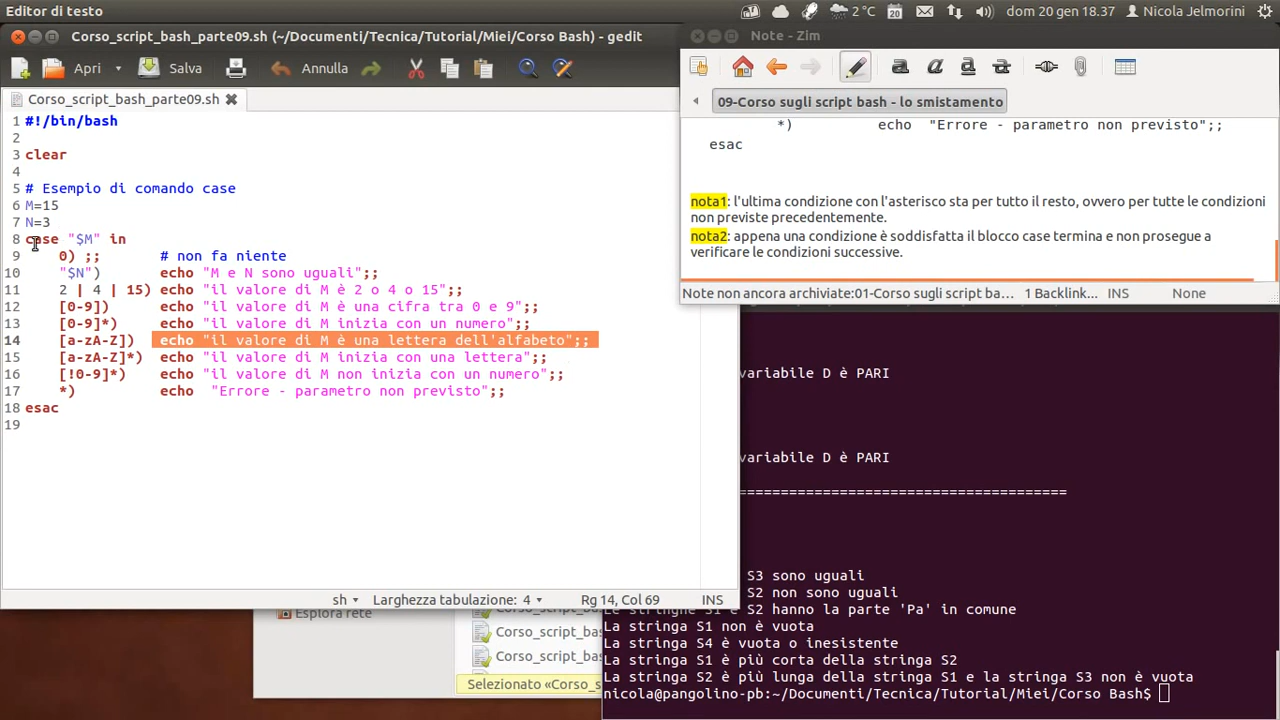 Editor di testo
2 °C
20
dom 20 gen 18.37
Nicola Jelmorini
Corso_script_bash_parte09.sh (~/Documenti/Tecnica/Tutorial/Miei/Corso Bash) - gedit
Apri
Salva
Annulla
Corso_script_bash_parte09.sh
1 #!/bin/bash
2
3 clear
4
5 # Esempio di comando case
6 M=15
7 N=3
8 case "$M" in
9 0) ;; # non fa niente
10 "$N") echo "M e N sono uguali";;
11 2 | 4 | 15) echo "il valore di M è 2 o 4 o 15";;
12 [0-9]) echo "il valore di M è una cifra tra 0 e 9";;
13 [0-9]*) echo "il valore di M inizia con un numero";;
14 [a-zA-Z]) echo "il valore di M è una lettera dell'alfabeto";;
15 [a-zA-Z]*) echo "il valore di M inizia con una lettera";;
16 [!0-9]*) echo "il valore di M non inizia con un numero";;
17 *) echo  "Errore - parametro non previsto";;
18 esac
19
sh
Larghezza tabulazione: 4
Rg 14, Col 69
INS
Note - Zim
a a a a
09-Corso sugli script bash - lo smistamento
*) echo  "Errore - parametro non previsto";;
esac
nota1: l'ultima condizione con l'asterisco sta per tutto il resto, ovvero per tutte le condizioni
non previste precedentemente.
nota2: appena una condizione è soddisfatta il blocco case termina e non prosegue a
verificare le condizioni successive.
Note non ancora archiviate:01-Corso sugli script ba...
1 Backlink...
INS
None
variabile D è PARI
variabile D è PARI
=======================================
S3 sono uguali
S2 non sono uguali
Le stringhe S1 e S2 hanno la parte 'Pa' in comune
La stringa S1 non è vuota
La stringa S4 è vuota o inesistente
La stringa S1 è più corta della stringa S2
La stringa S2 è più lunga della stringa S1 e la stringa S3 non è vuota
nicola@pangolino-pb:~/Documenti/Tecnica/Tutorial/Miei/Corso Bash$
Esplora rete
Corso_script_bas
Corso_script_bas
Selezionato «Corso_s